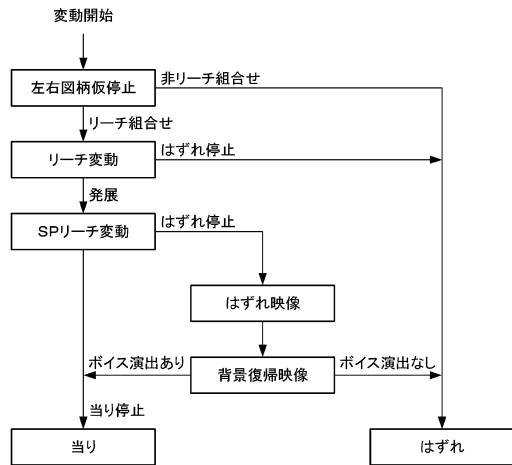 変動開始
左右図柄仮停止
非リーチ組合せ
リーチ組合せ
リーチ変動
はずれ停止
発展
SPリーチ変動
はずれ停止
はずれ映像
ボイス演出あり
背景復帰映像
ボイス演出なし
当り停止
当り
はずれ